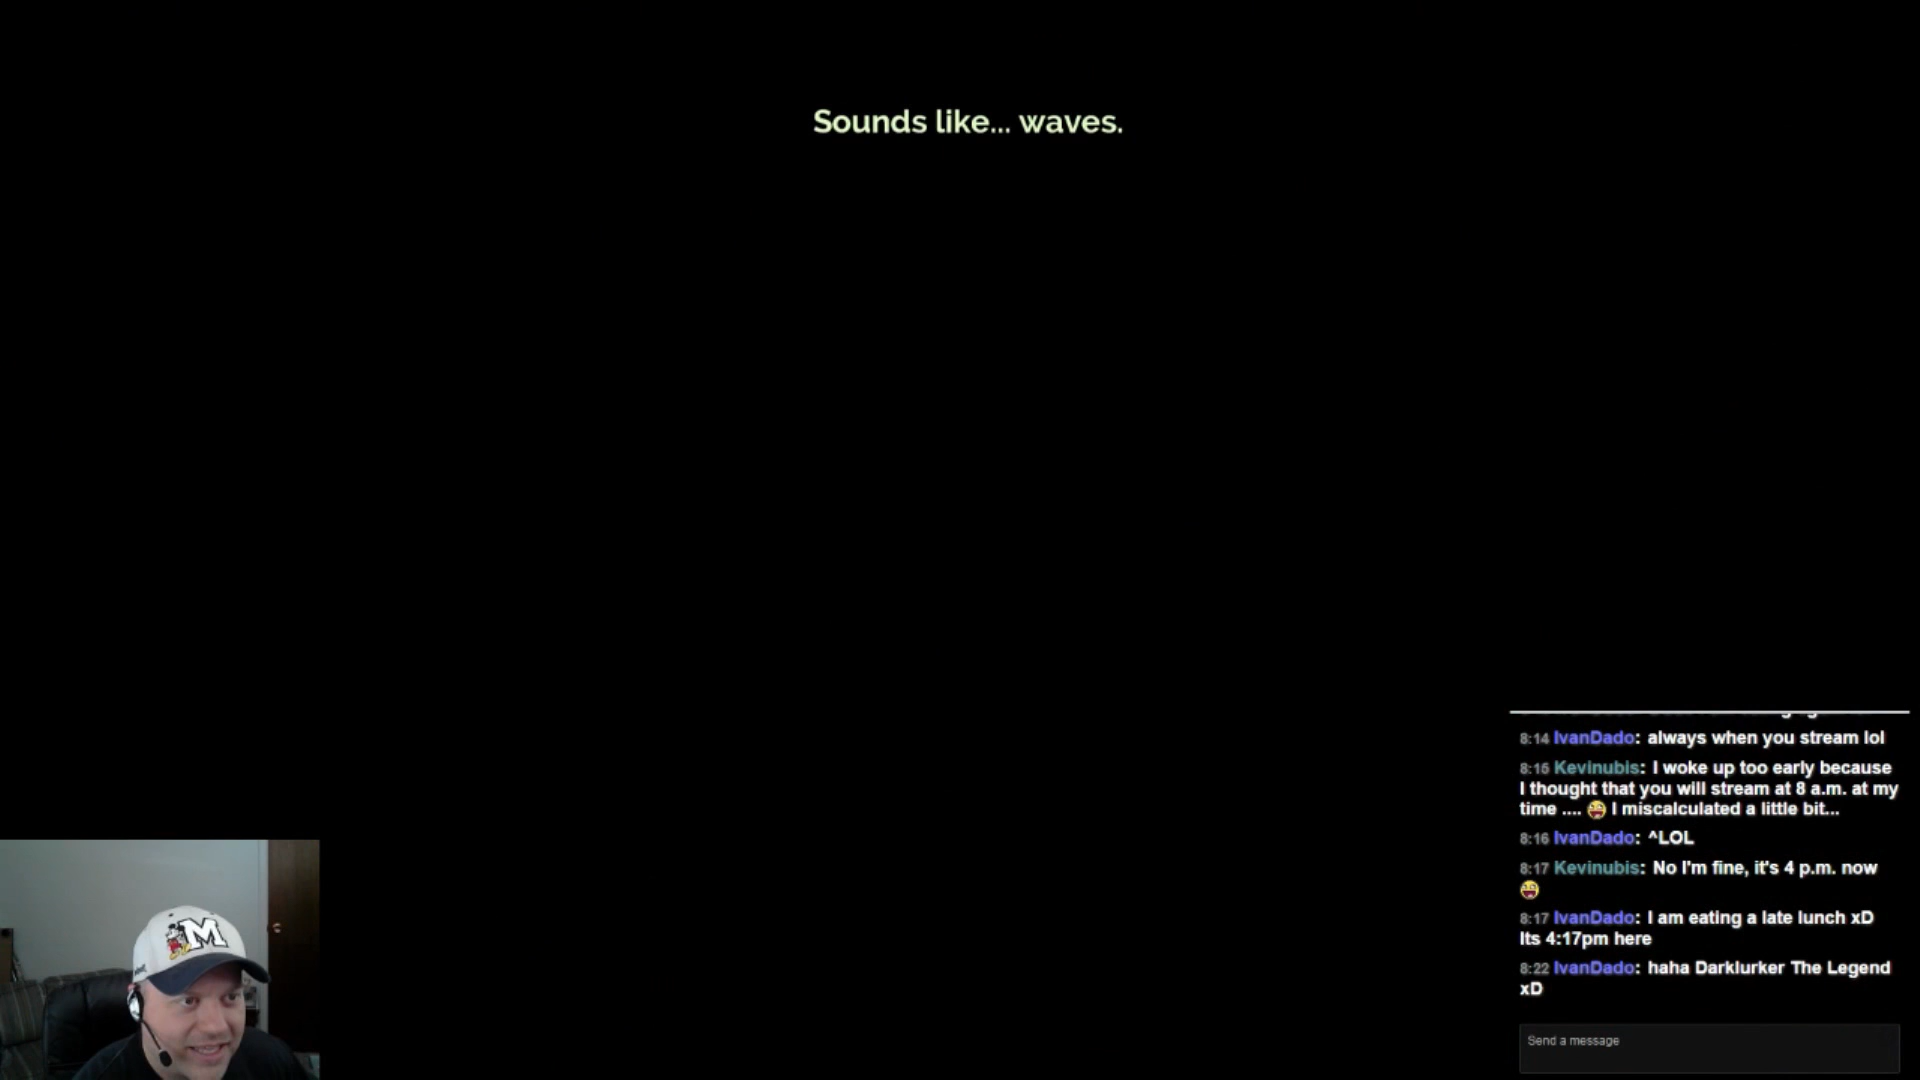 Sounds like... waves.
8:14 IvanDado: always when you stream lol
8:15 Kevinubis: I woke up too early because
I thought that you will stream at 8 a.m. at my
time .... I miscalculated a little bit...
8:16 IvanDado: ^LOL
8:17 Kevinubis: No I'm fine, it's 4 p.m. now
8:17 IvanDado: I am eating a late lunch xD
Its 4:17pm here
8:22 IvanDado: haha Darklurker The Legend
xD
Send a message
M